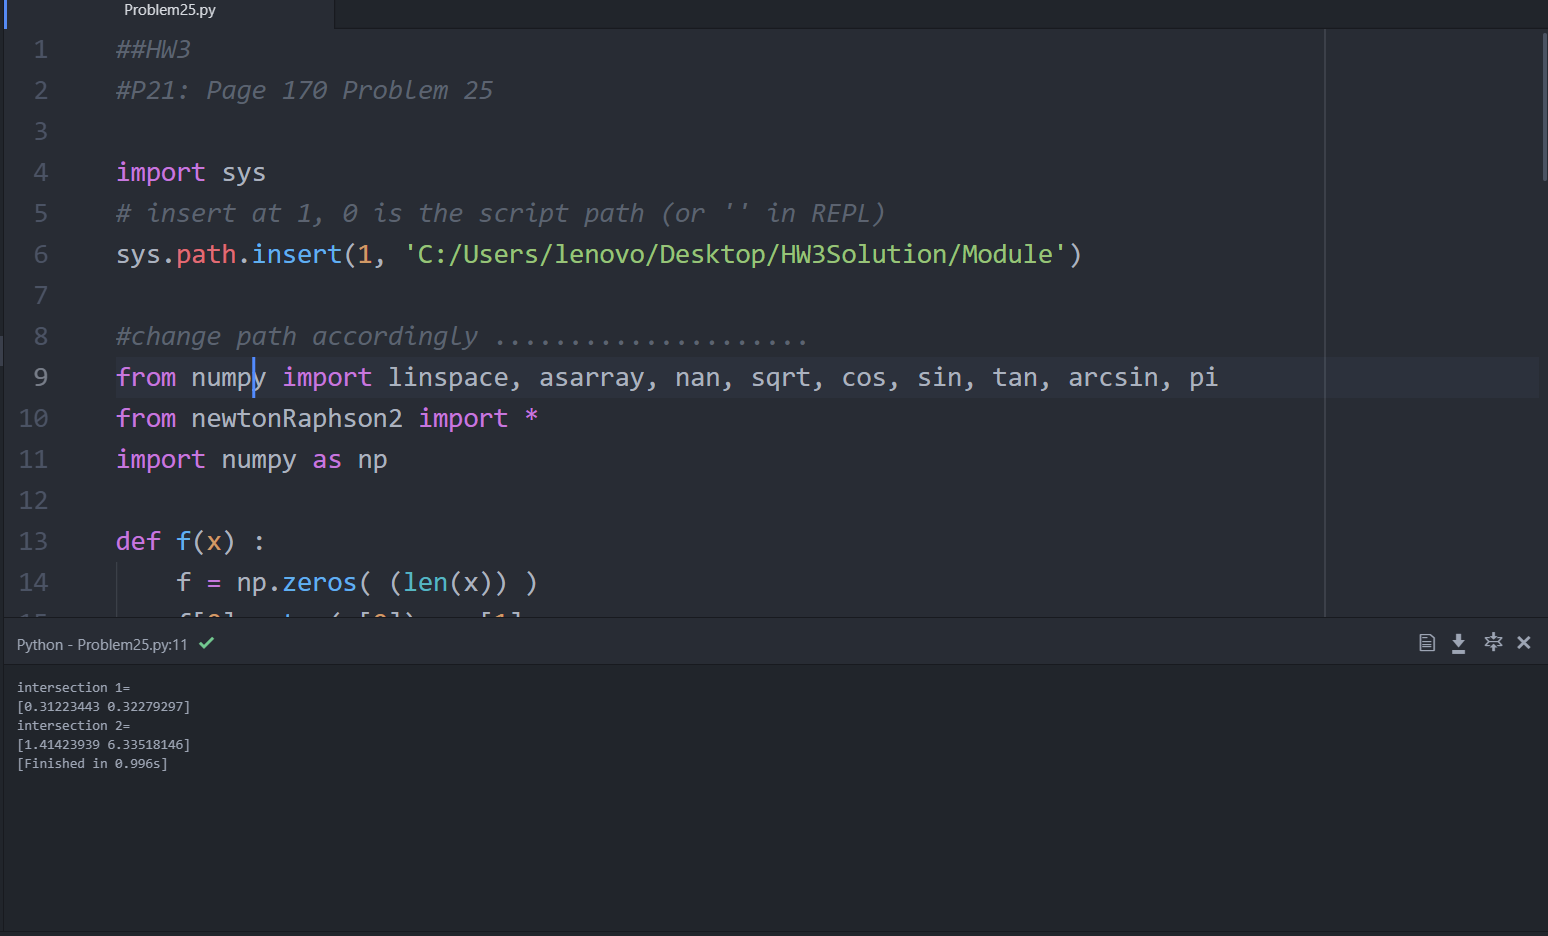 Problem25.py
1 ##HW3
2 #P21: Page 170 Problem 25
3
4 import sys
5 # insert at 1, 0 is the script path (or '' in REPL)
6 sys.path.insert(1, 'C:/Users/lenovo/Desktop/HW3Solution/Module')
7
8 #change path accordingly .....................
9 from numpy import linspace, asarray, nan, sqrt, cos, sin, tan, arcsin, pi
10 from newtonRaphson2 import *
11 import numpy as np
12
13 def f(x) :
14 f = np.zeros( (len(x)) )
Python - Problem25.py:11
intersection 1=
[0.31223443 0.32279297]
intersection 2=
[1.41423939 6.33518146]
[Finished in 0.996s]